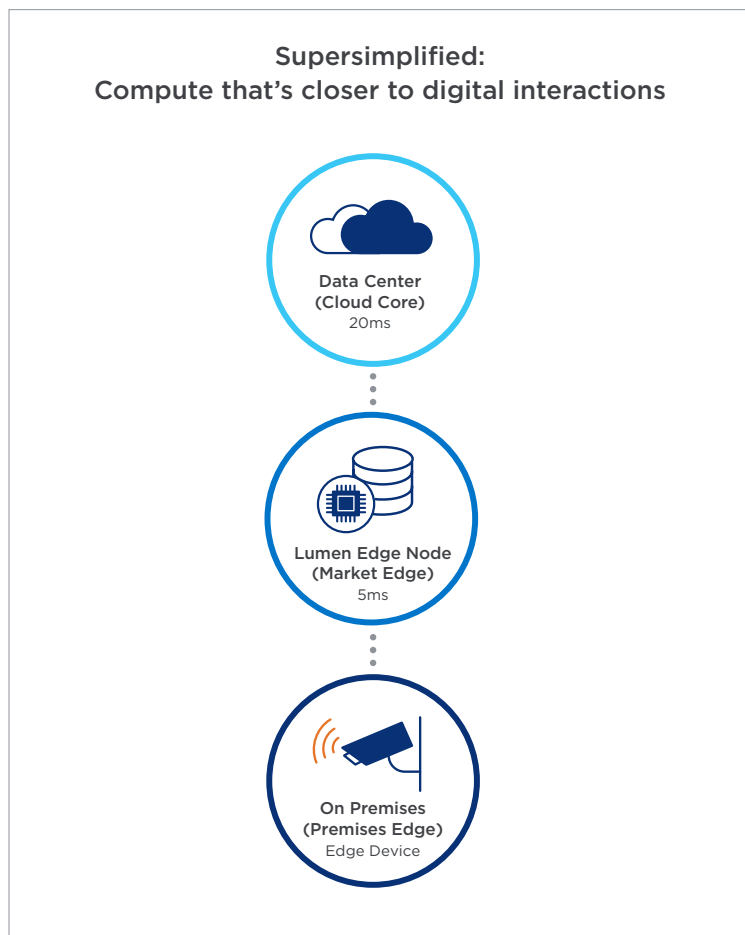 Supersimplified:
Compute that’s closer to digital interactions
Data Center
(Cloud Core)
20ms
Lumen Edge Node
(Market Edge)
5ms
On Premises
(Premises Edge)
Edge Device